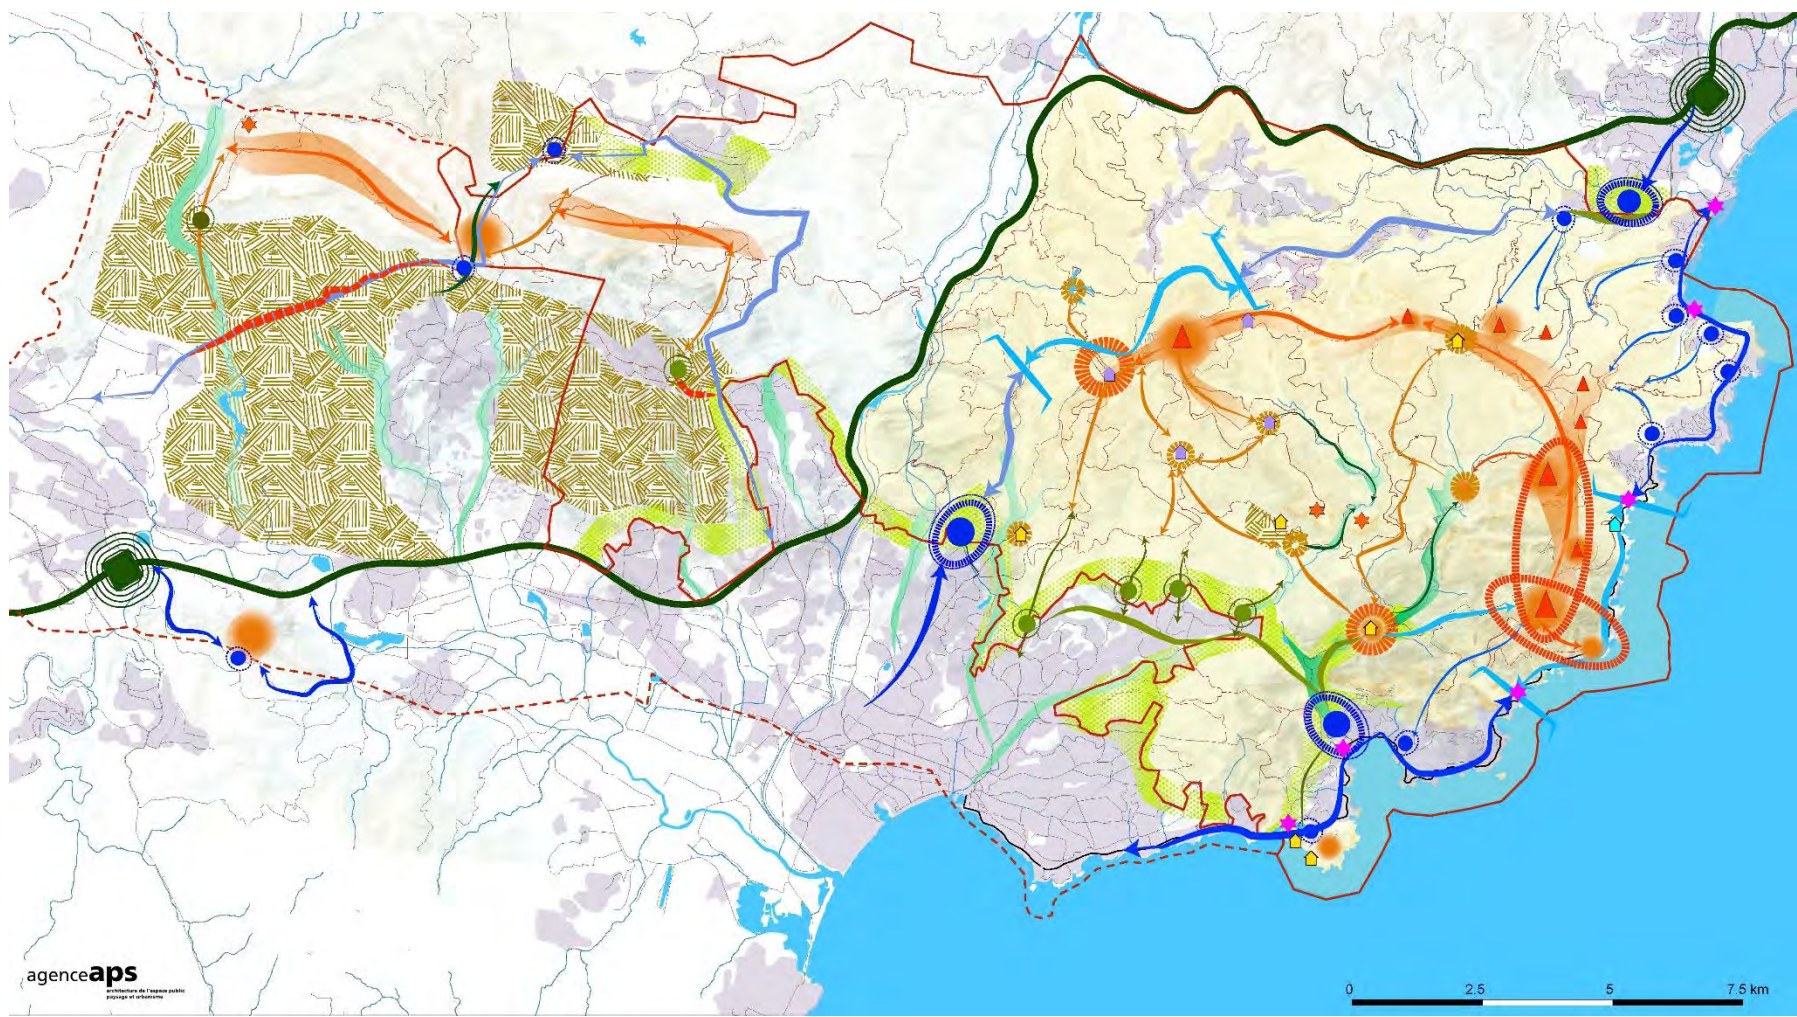 agenceaps
architecture de l'espace public
paysage et urbanisme
0 2.5 5 7.5 km